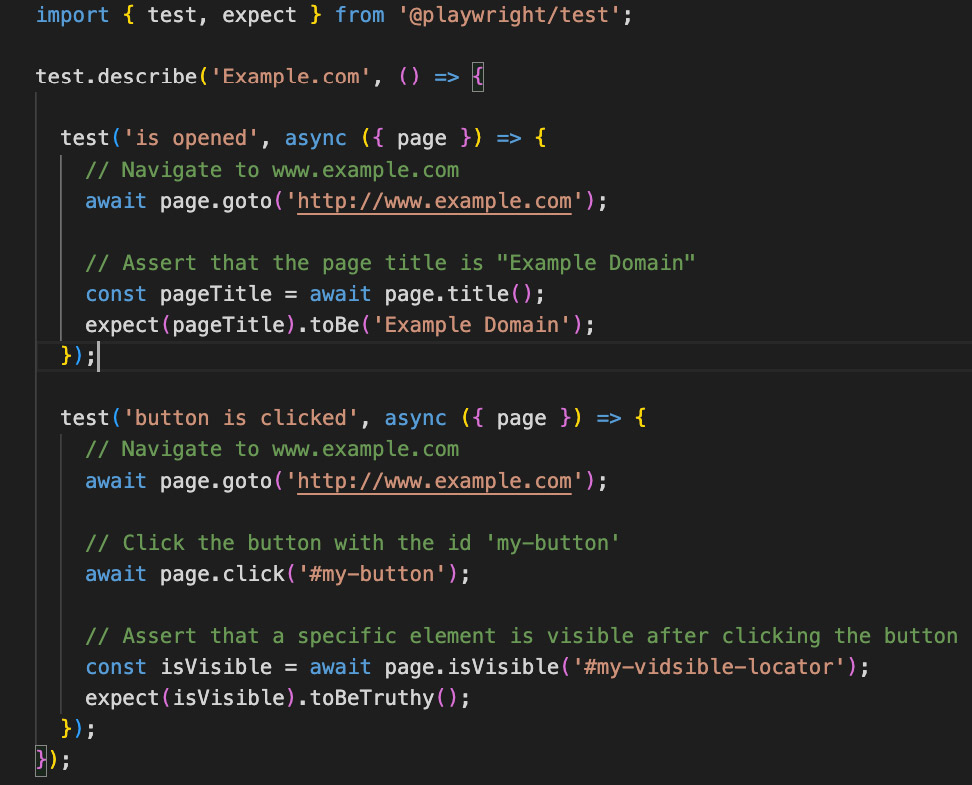 import { test, expect } from '@playwright/test';
test.describe('Example.com', () => {
test('is opened', async ({ page }) => {
// Navigate to www.example.com
await page.goto('http://www.example.com');
// Assert that the page title is "Example Domain"
const pageTitle = await page.title();
expect(pageTitle).toBe('Example Domain');
});
test('button is clicked', async ({ page }) => {
// Navigate to www.example.com
await page.goto('http://www.example.com');
// Click the button with the id 'my-button'
await page.click('#my-button');
// Assert that a specific element is visible after clicking the button
const isVisible = await page.isVisible('#my-vidsible-locator');
expect(isVisible).toBeTruthy();
});
});